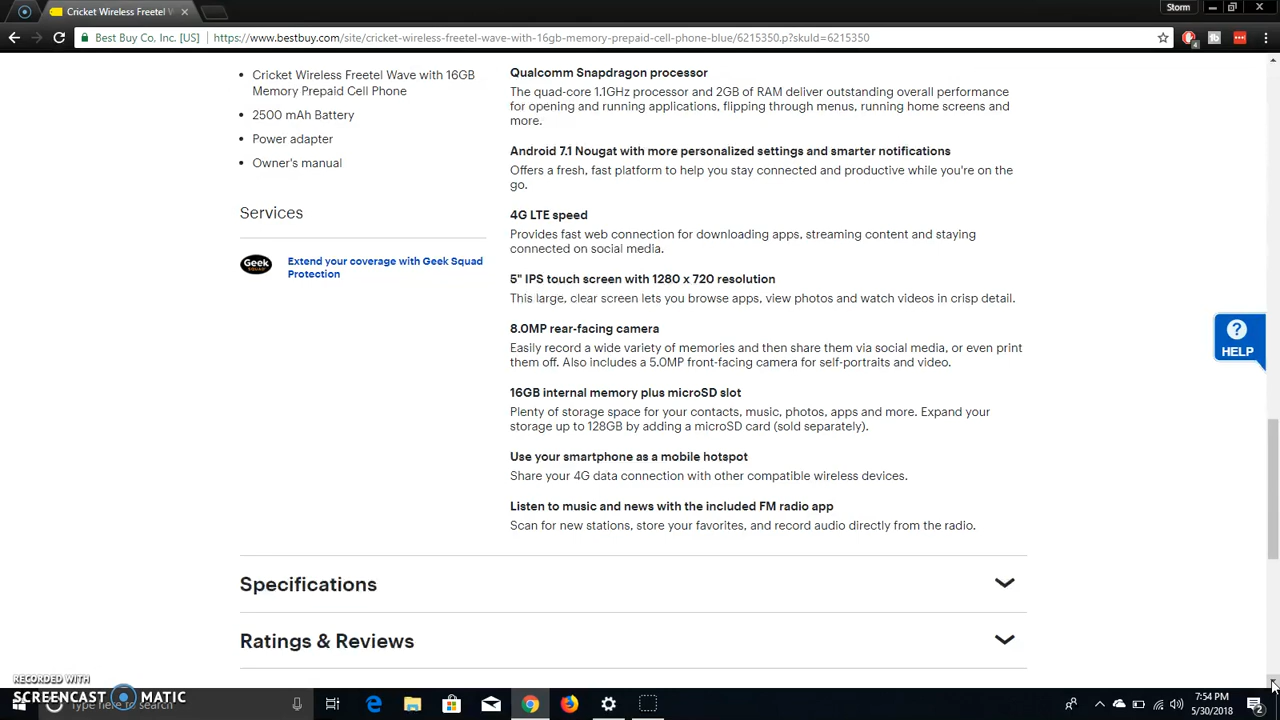 Cricket Wireless Freetel W
Storm
Best Buy Co, Inc. [US]
https://www.bestbuy.com/site/cricket-wireless-freetel-wave-with-16gb-memory-prepaid-cell-phone-blue/6215350.p?skuId=6215350
4
Cricket Wireless Freetel Wave with 16GB
Memory Prepaid Cell Phone
2500 mAh Battery
Power adapter
Owner's manual
Services
Geek
SQUAD
Extend your coverage with Geek Squad
Protection
Qualcomm Snapdragon processor
The quad-core 1.1GHz processor and 2GB of RAM deliver outstanding overall performance
for opening and running applications, flipping through menus, running home screens and
more.
Android 7.1 Nougat with more personalized settings and smarter notifications
Offers a fresh, fast platform to help you stay connected and productive while you're on the
go.
4G LTE speed
Provides fast web connection for downloading apps, streaming content and staying
connected on social media.
5" IPS touch screen with 1280 x 720 resolution
This large, clear screen lets you browse apps, view photos and watch videos in crisp detail.
8.0MP rear-facing camera
Easily record a wide variety of memories and then share them via social media, or even print
them off. Also includes a 5.0MP front-facing camera for self-portraits and video.
16GB internal memory plus microSD slot
Plenty of storage space for your contacts, music, photos, apps and more. Expand your
storage up to 128GB by adding a microSD card (sold separately).
Use your smartphone as a mobile hotspot
Share your 4G data connection with other compatible wireless devices.
Listen to music and news with the included FM radio app
Scan for new stations, store your favorites, and record audio directly from the radio.
?
HELP
Specifications
Ratings & Reviews
RECORDED WITH
SCREENCAST MATIC
Type here to search
7:54 PM
5/30/2018
2